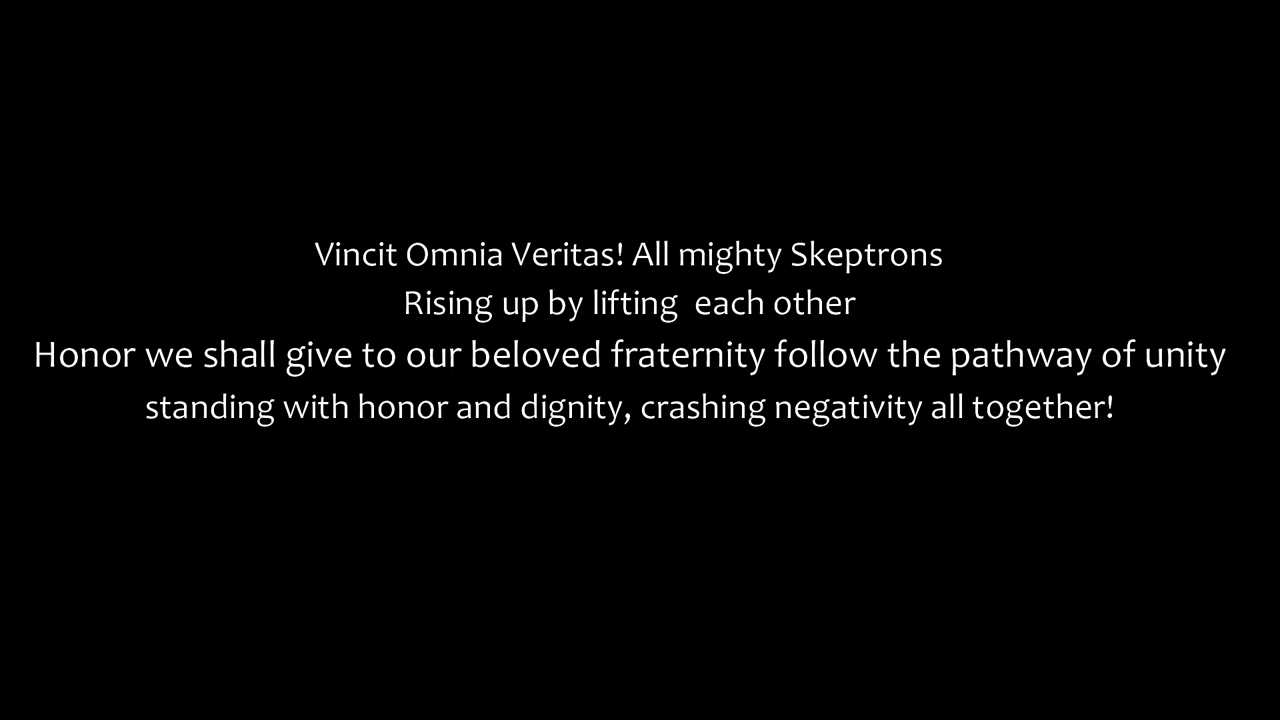 Vincit Omnia Veritas! All mighty Skeptrons
Rising up by lifting  each other
Honor we shall give to our beloved fraternity follow the pathway of unity
standing with honor and dignity, crashing negativity all together!